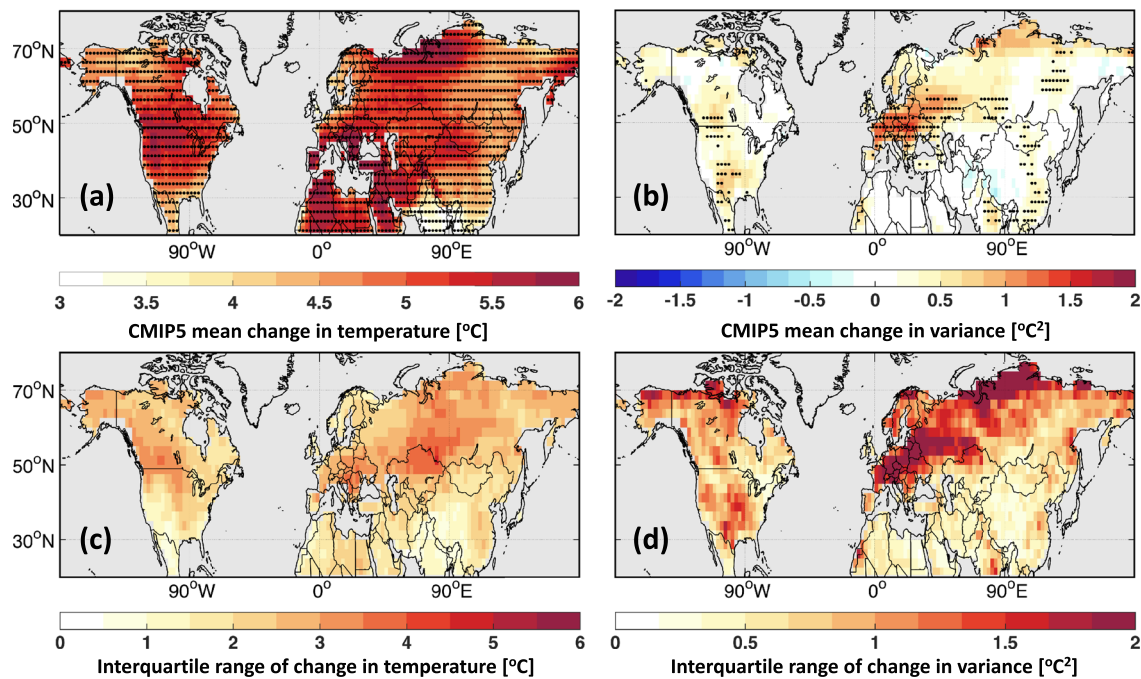 70°N
50°N
30°N
(a)
(b)
90°W 0° 90°E
90°W 0° 90°E
3 3.5 4 4.5 5 5.5 6
-2 -1.5 -1 -0.5 0 0.5 1 1.5 2
CMIP5 mean change in temperature [°C]
CMIP5 mean change in variance [°C²]
70°N
50°N
30°N
(c)
(d)
90°W 0° 90°E
90°W 0° 90°E
0 1 2 3 4 5 6
0 0.5 1 1.5 2
Interquartile range of change in temperature [°C]
Interquartile range of change in variance [°C²]